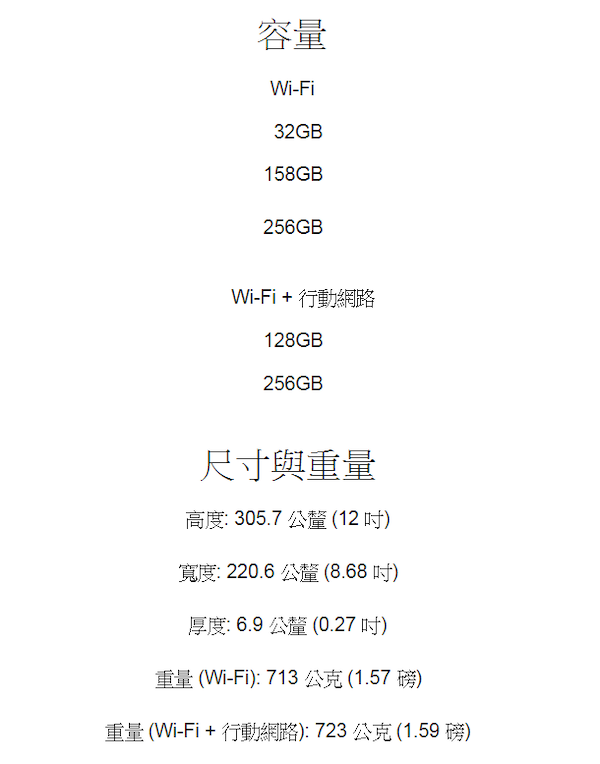 容量
Wi-Fi
32GB
158GB
256GB
Wi-Fi + 行動網路
128GB
256GB
尺寸與重量
高度: 305.7 公釐 (12 吋)
寬度: 220.6 公釐 (8.68 吋)
厚度: 6.9 公釐 (0.27 吋)
重量 (Wi-Fi): 713 公克 (1.57 磅)
重量 (Wi-Fi + 行動網路): 723 公克 (1.59 磅)